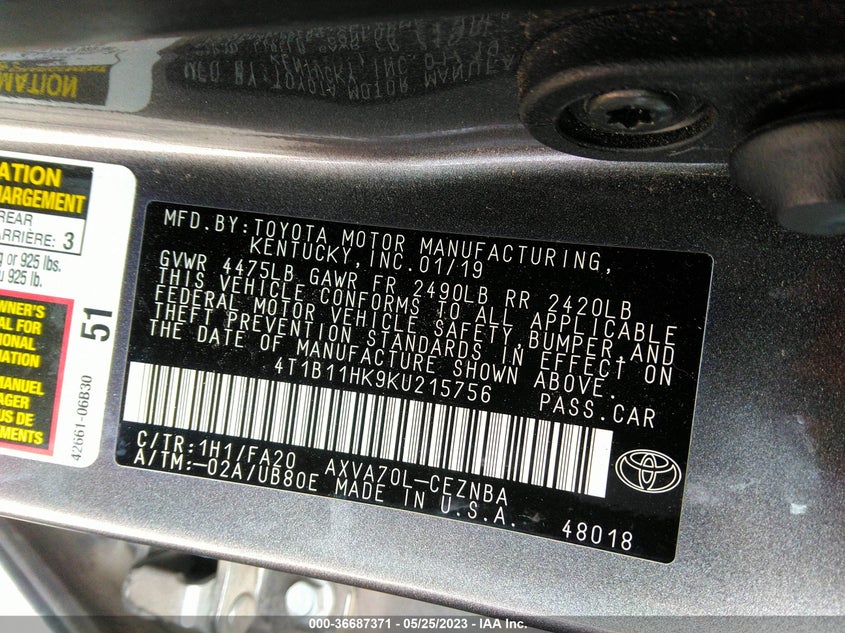 MATION
ATION
HARGEMENT
REAR
ARRIÈRE: 3
g or 925 lbs.
u 925 lb.
OWNER'S
AL FOR
IONAL
MATION
MANUEL
US DE
EMENTS
51
42661-06B30
MFD.BY:TOYOTA MOTOR MANUFACTURING,
KENTUCKY,INC.01/19
GVWR 4475LB GAWR FR 2490LB RR 2420LB
THIS VEHICLE CONFORMS TO ALL APPLICABLE
FEDERAL MOTOR VEHICLE SAFETY,BUMPER,AND
THEFT PREVENTION STANDARDS IN EFFECT ON
THE DATE OF MANUFACTURE SHOWN ABOVE.
4T1B11HK9KU215756 PASS.CAR
C/TR:1H1/FA20 AXVA70L-CEZNBA
A/TM:-02A/UB80E MADE IN U.S.A.
48018
000-36687371 - 05/25/2023 - IAA Inc.